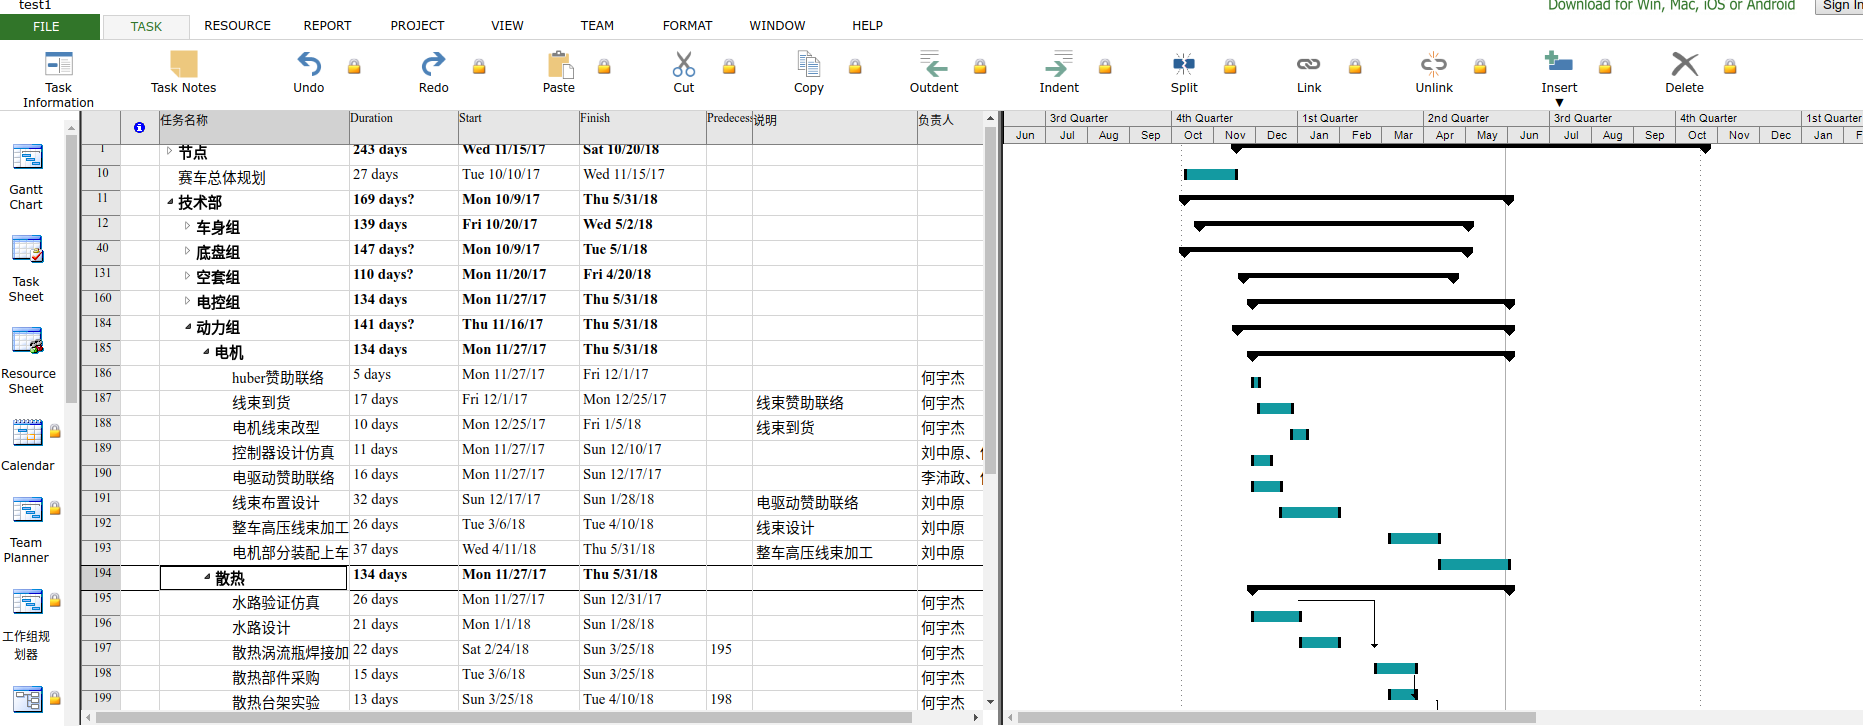 test1
Download for Win, Mac, iOS or Android
FILE TASK RESOURCE REPORT PROJECT VIEW TEAM FORMAT WINDOW HELP
Task Information Task Notes Undo Redo Paste Cut Copy Outdent Indent Split Link Unlink Insert Delete
Gantt Chart
Task Sheet
Resource Sheet
Calendar
Team Planner
工作组规划器
任务名称 Duration Start Finish Predecess 说明 负责人
1 节点 243 days Wed 11/15/17 Sat 10/20/18
10 赛车总体规划 27 days Tue 10/10/17 Wed 11/15/17
11 技术部 169 days? Mon 10/9/17 Thu 5/31/18
12 车身组 139 days Fri 10/20/17 Wed 5/2/18
40 底盘组 147 days? Mon 10/9/17 Tue 5/1/18
131 空套组 110 days? Mon 11/20/17 Fri 4/20/18
160 电控组 134 days Mon 11/27/17 Thu 5/31/18
184 动力组 141 days? Thu 11/16/17 Thu 5/31/18
185 电机 134 days Mon 11/27/17 Thu 5/31/18
186 huber赞助联络 5 days Mon 11/27/17 Fri 12/1/17 何宇杰
187 线束到货 17 days Fri 12/1/17 Mon 12/25/17 线束赞助联络 何宇杰
188 电机线束改型 10 days Mon 12/25/17 Fri 1/5/18 线束到货 何宇杰
189 控制器设计仿真 11 days Mon 11/27/17 Sun 12/10/17 刘中原、
190 电驱动赞助联络 16 days Mon 11/27/17 Sun 12/17/17 李沛政、
191 线束布置设计 32 days Sun 12/17/17 Sun 1/28/18 电驱动赞助联络 刘中原
192 整车高压线束加工 26 days Tue 3/6/18 Tue 4/10/18 线束设计 刘中原
193 电机部分装配上车 37 days Wed 4/11/18 Thu 5/31/18 整车高压线束加工 刘中原
194 散热 134 days Mon 11/27/17 Thu 5/31/18
195 水路验证仿真 26 days Mon 11/27/17 Sun 12/31/17 何宇杰
196 水路设计 21 days Mon 1/1/18 Sun 1/28/18 何宇杰
197 散热涡流瓶焊接加 22 days Sat 2/24/18 Sun 3/25/18 195 何宇杰
198 散热部件采购 15 days Tue 3/6/18 Sun 3/25/18 何宇杰
199 散热台架实验 13 days Sun 3/25/18 Tue 4/10/18 198 何宇杰
3rd Quarter 4th Quarter 1st Quarter 2nd Quarter 3rd Quarter 4th Quarter 1st Quarter
Jun Jul Aug Sep Oct Nov Dec Jan Feb Mar Apr May Jun Jul Aug Sep Oct Nov Dec Jan F
Sign In